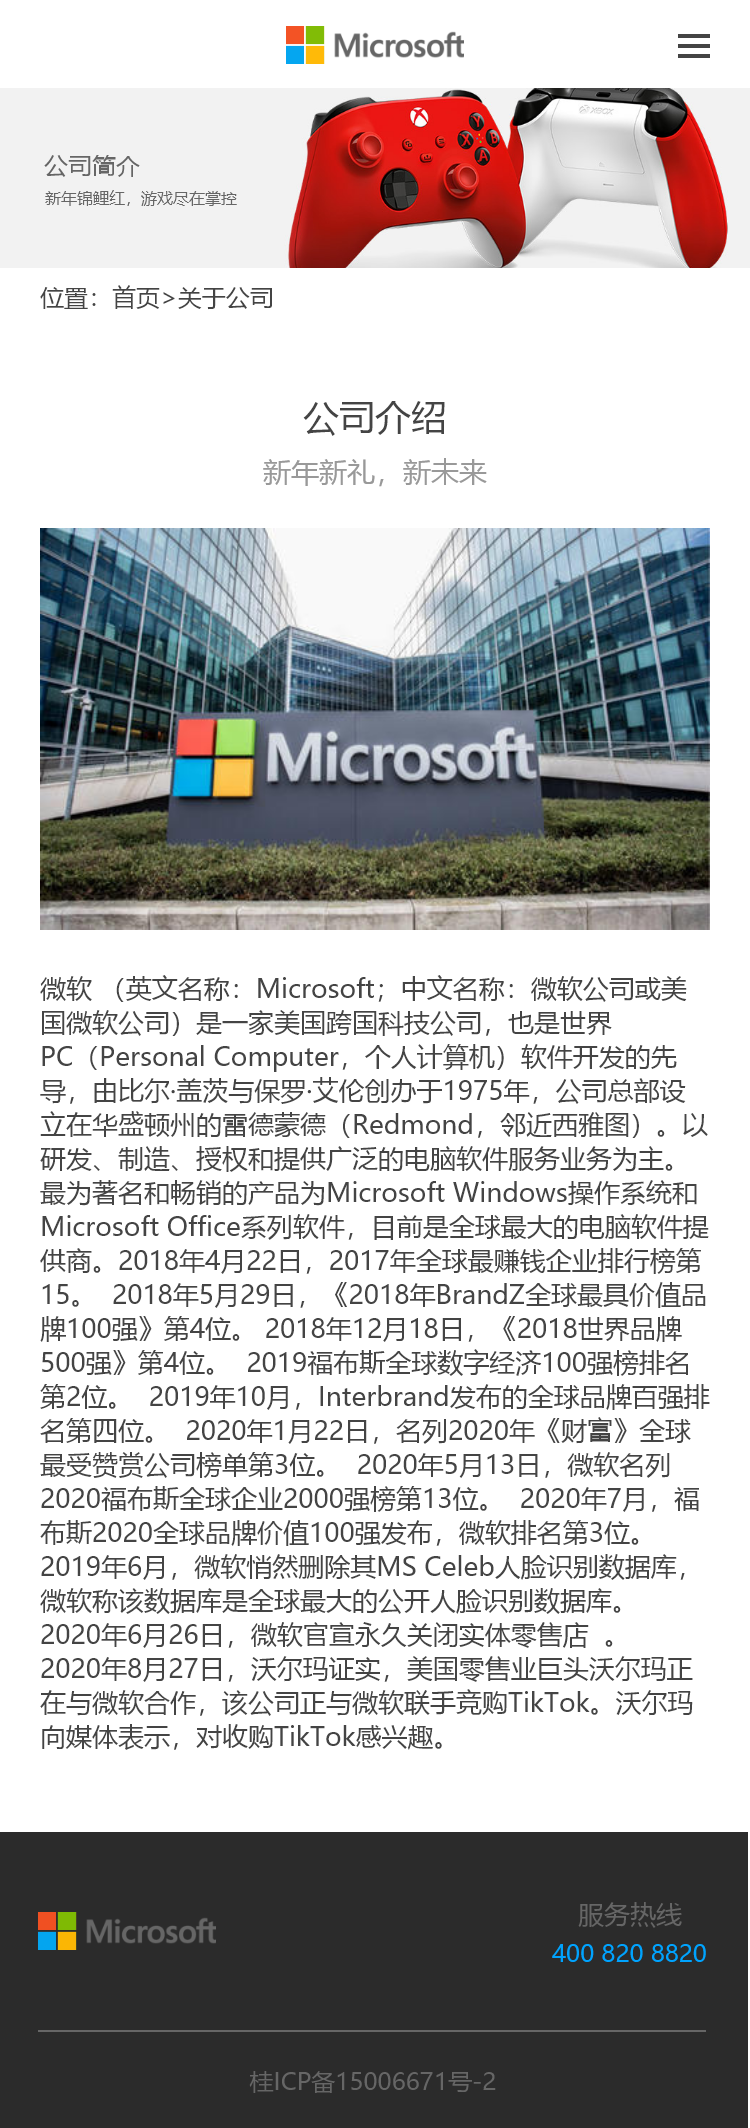 Microsoft
公司简介
新年锦鲤红，游戏尽在掌控
XBOX
Y
X
B
A
位置：首页>关于公司
公司介绍
新年新礼，新未来
Microsoft
微软 （英文名称：Microsoft；中文名称：微软公司或美
国微软公司）是一家美国跨国科技公司，也是世界
PC（Personal Computer，个人计算机）软件开发的先
导，由比尔·盖茨与保罗·艾伦创办于1975年，公司总部设
立在华盛顿州的雷德蒙德（Redmond，邻近西雅图）。以
研发、制造、授权和提供广泛的电脑软件服务业务为主。
最为著名和畅销的产品为Microsoft Windows操作系统和
Microsoft Office系列软件，目前是全球最大的电脑软件提
供商。2018年4月22日，2017年全球最赚钱企业排行榜第
15。  2018年5月29日，《2018年BrandZ全球最具价值品
牌100强》第4位。 2018年12月18日，《2018世界品牌
500强》第4位。  2019福布斯全球数字经济100强榜排名
第2位。  2019年10月，Interbrand发布的全球品牌百强排
名第四位。  2020年1月22日，名列2020年《财富》全球
最受赞赏公司榜单第3位。  2020年5月13日，微软名列
2020福布斯全球企业2000强榜第13位。  2020年7月，福
布斯2020全球品牌价值100强发布，微软排名第3位。
2019年6月，微软悄然删除其MS Celeb人脸识别数据库，
微软称该数据库是全球最大的公开人脸识别数据库。
2020年6月26日，微软官宣永久关闭实体零售店  。
2020年8月27日，沃尔玛证实，美国零售业巨头沃尔玛正
在与微软合作，该公司正与微软联手竞购TikTok。沃尔玛
向媒体表示，对收购TikTok感兴趣。
Microsoft
服务热线
400 820 8820
桂ICP备15006671号-2